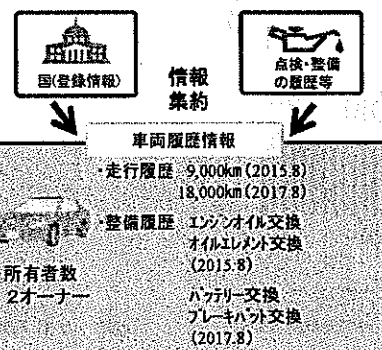 国(登録情報)
点検・整備
の履歴等
情報
集約
車両履歴情報
・走行履歴 9,000km(2015.8)
18,000km(2017.8)
・整備履歴 エンジンオイル交換
オイルエレメント交換
(2015.8)
バッテリー交換
ブレーキパット交換
(2017.8)
所有者数
2オーナー